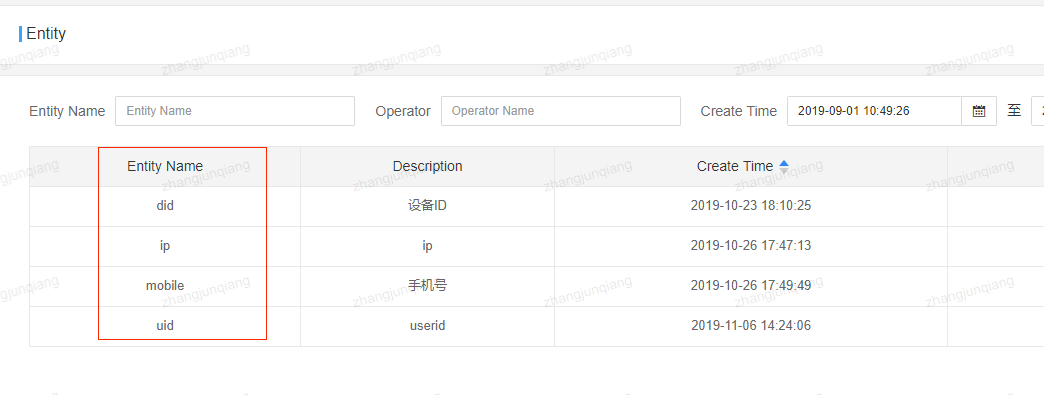 Entity
Entity Name Entity Name Operator Operator Name Create Time 2019-09-01 10:49:26 至
Entity Name Description Create Time
did 设备ID 2019-10-23 18:10:25
ip ip 2019-10-26 17:47:13
mobile 手机号 2019-10-26 17:49:49
uid userid 2019-11-06 14:24:06
zhangjunqiang